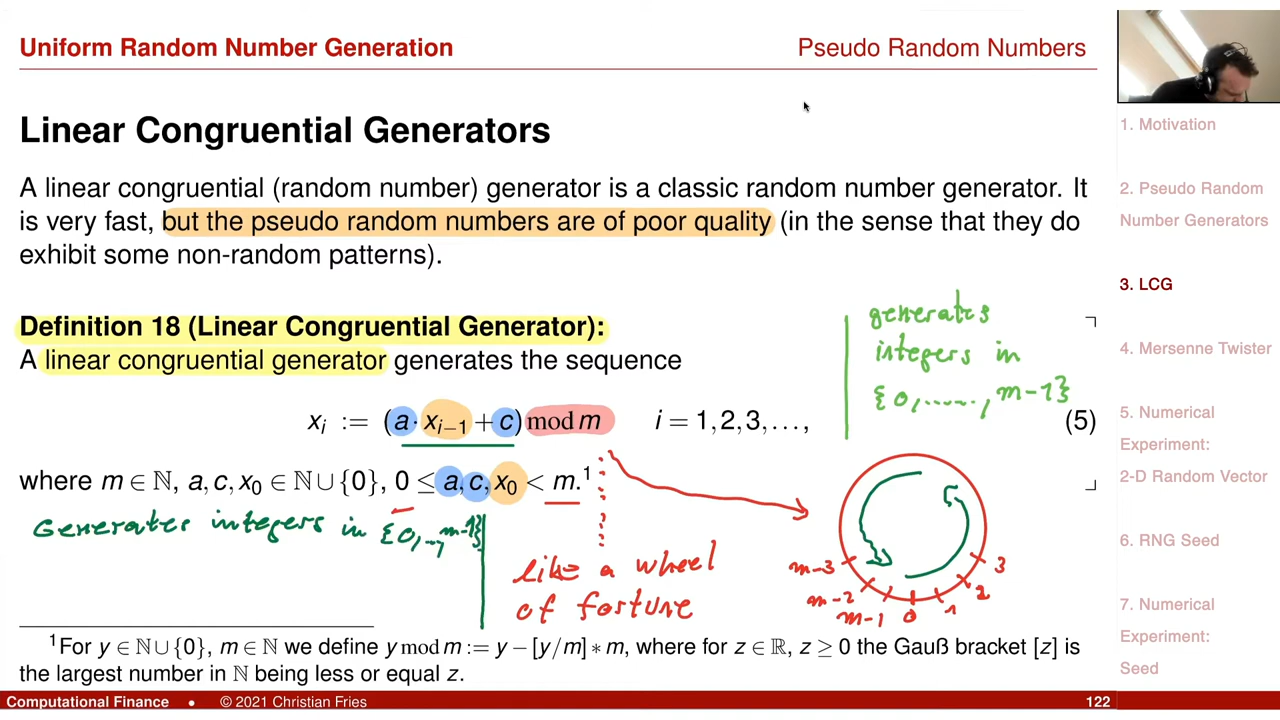 Uniform Random Number Generation
Pseudo Random Numbers
Linear Congruential Generators
A linear congruential (random number) generator is a classic random number generator. It
is very fast, but the pseudo random numbers are of poor quality (in the sense that they do
exhibit some non-random patterns).
Definition 18 (Linear Congruential Generator):
A linear congruential generator generates the sequence
xᵢ := (a · xᵢ₋₁ + c) mod m    i = 1, 2, 3, . . . ,    (5)
where m ∈ ℕ, a, c, x₀ ∈ ℕ ∪ {0}, 0 ≤ a, c, x₀ < m.¹
generates
integers in
{0,......, m-1}
Generates integers in {0,.., m-1}
like a wheel
of fortune
m-3
m-2
m-1
0
1
2
3
¹For y ∈ ℕ ∪ {0}, m ∈ ℕ we define y mod m := y − [y/m] ∗ m, where for z ∈ ℝ, z ≥ 0 the Gauß bracket [z] is
the largest number in ℕ being less or equal z.
1. Motivation
2. Pseudo Random
Number Generators
3. LCG
4. Mersenne Twister
5. Numerical
Experiment:
2-D Random Vector
6. RNG Seed
7. Numerical
Experiment:
Seed
Computational Finance • © 2021 Christian Fries
122